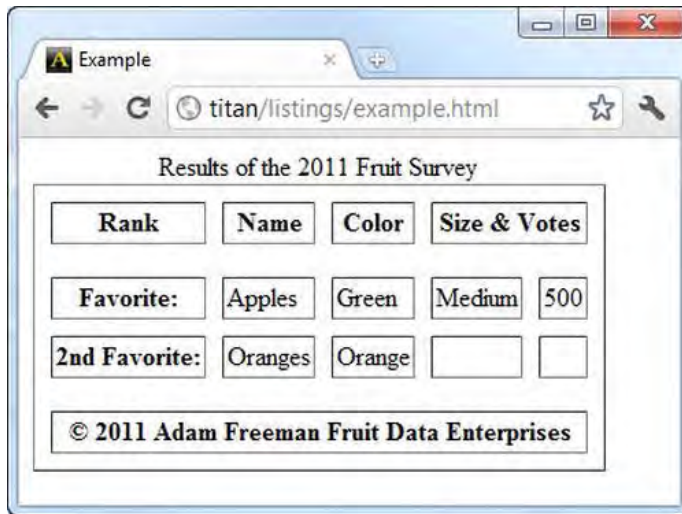 Example
titan/listings/example.html
Results of the 2011 Fruit Survey
Rank Name Color Size & Votes
Favorite: Apples Green Medium 500
2nd Favorite: Oranges Orange
© 2011 Adam Freeman Fruit Data Enterprises